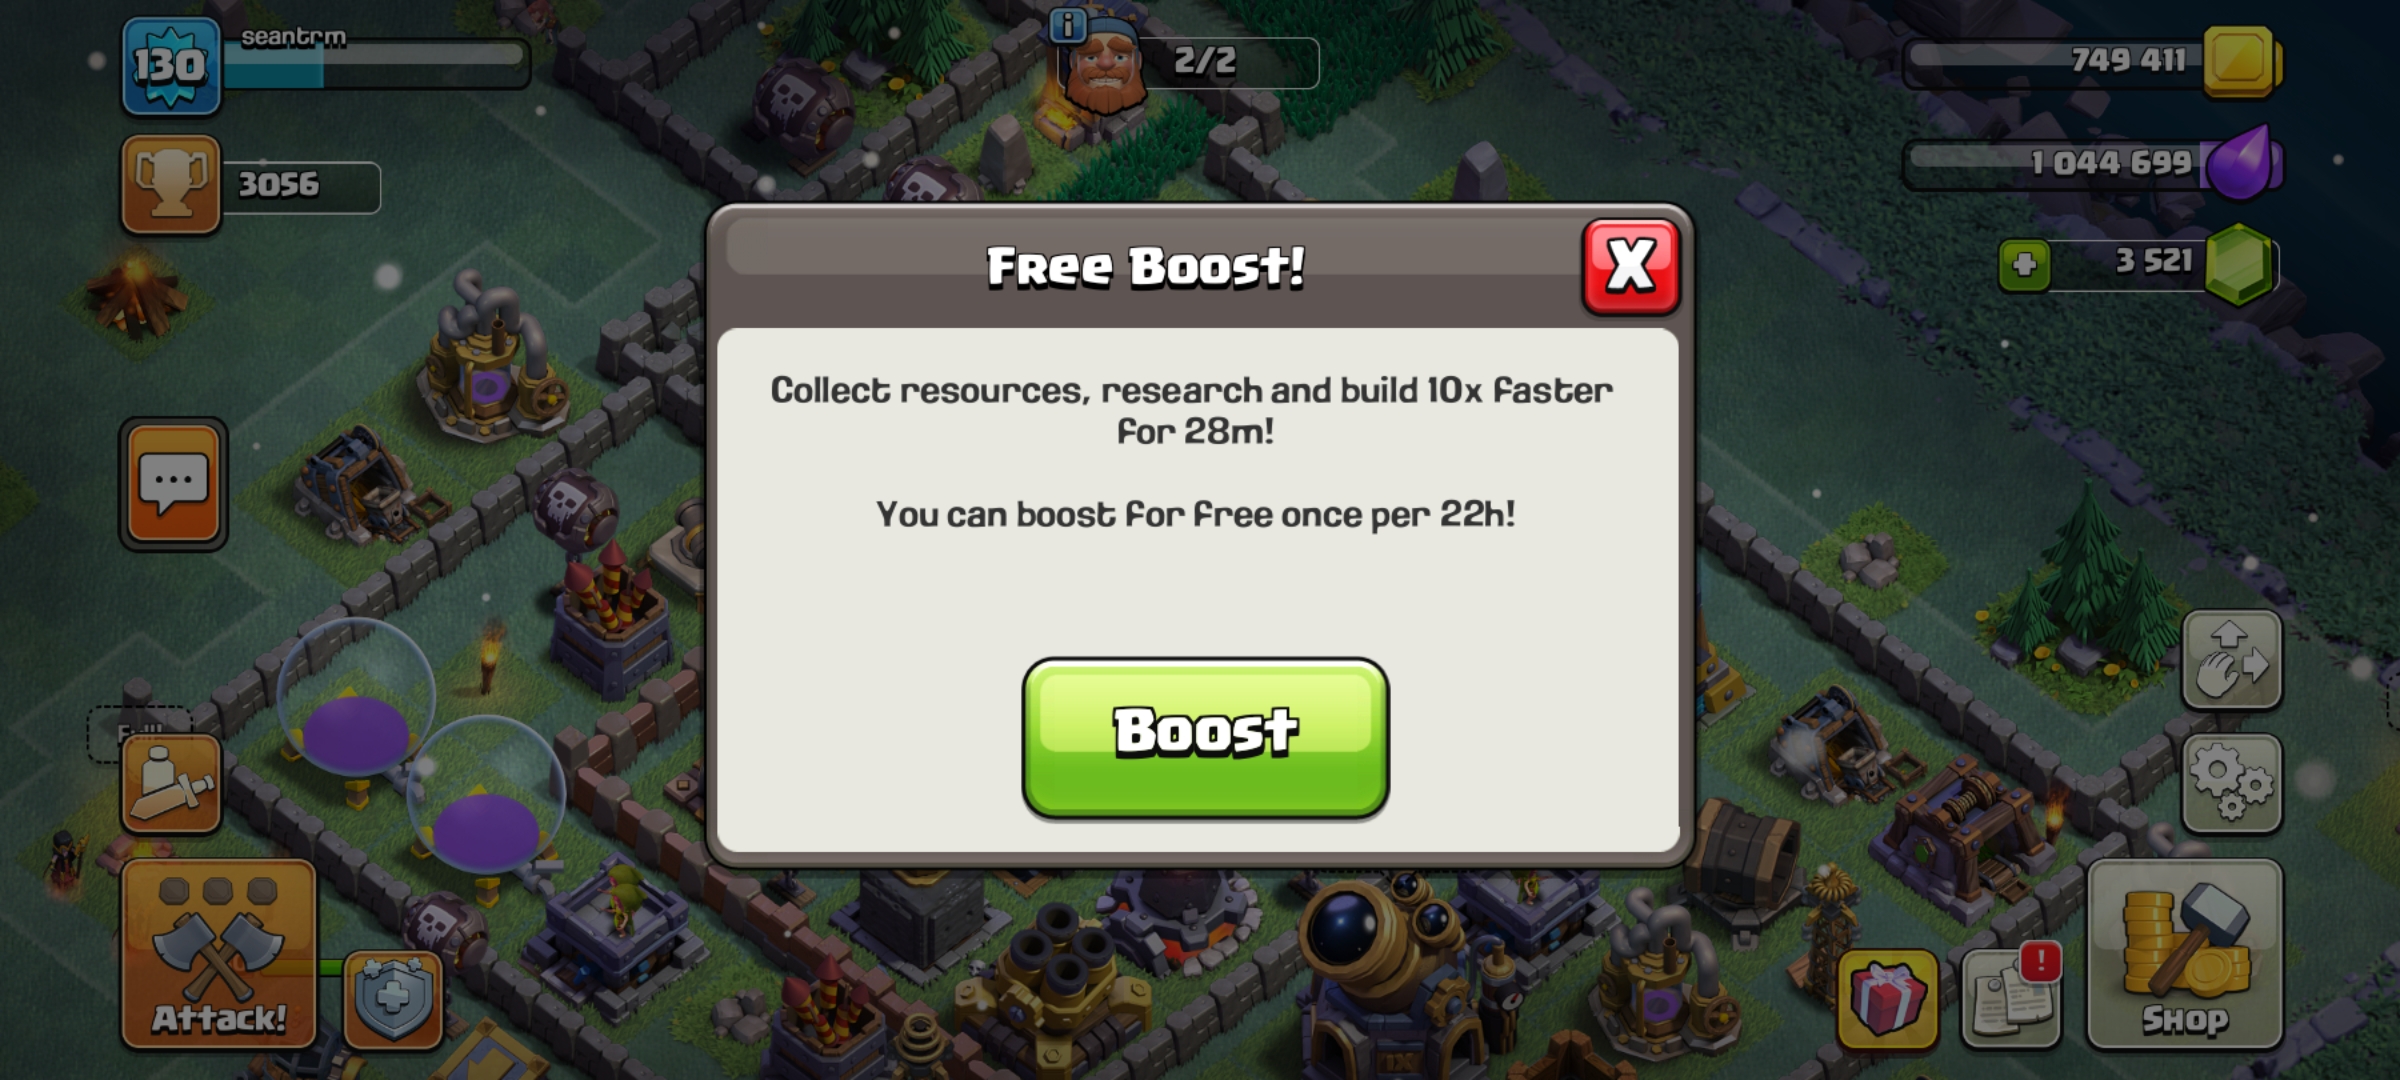 130
seantrm
2/2
749 411
3056
1 044 699
3 521
Free Boost!
X
Collect resources, research and build 10x faster
for 28m!
You can boost for free once per 22h!
Boost
Full!
Attack!
!
Shop